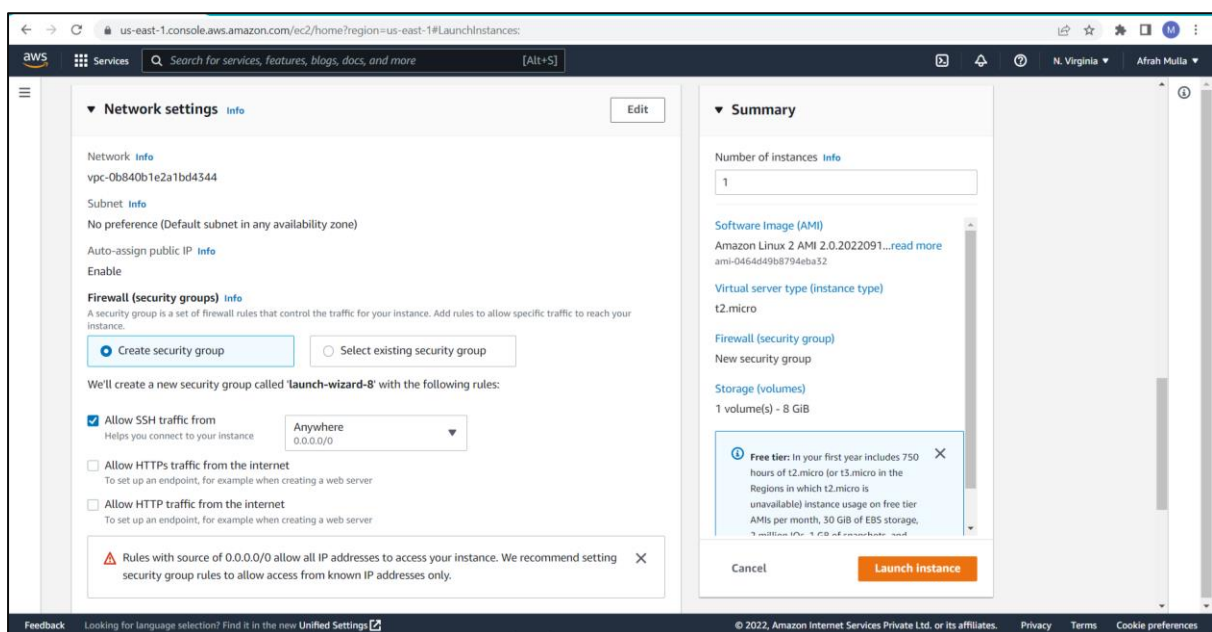 us-east-1.console.aws.amazon.com/ec2/home?region=us-east-1#LaunchInstances:
M
aws
Services
Search for services, features, blogs, docs, and more
[Alt+S]
N. Virginia
Afrah Mulla
Network settings Info
Edit
Network Info
vpc-0b840b1e2a1bd4344
Subnet Info
No preference (Default subnet in any availability zone)
Auto-assign public IP Info
Enable
Firewall (security groups) Info
A security group is a set of firewall rules that control the traffic for your instance. Add rules to allow specific traffic to reach your
instance.
Create security group
Select existing security group
We'll create a new security group called 'launch-wizard-8' with the following rules:
Allow SSH traffic from
Helps you connect to your instance
Anywhere
0.0.0.0/0
Allow HTTPs traffic from the internet
To set up an endpoint, for example when creating a web server
Allow HTTP traffic from the internet
To set up an endpoint, for example when creating a web server
Rules with source of 0.0.0.0/0 allow all IP addresses to access your instance. We recommend setting
security group rules to allow access from known IP addresses only.
Summary
Number of instances Info
1
Software Image (AMI)
Amazon Linux 2 AMI 2.0.2022091...read more
ami-0464d49b8794eba32
Virtual server type (instance type)
t2.micro
Firewall (security group)
New security group
Storage (volumes)
1 volume(s) - 8 GiB
Free tier: In your first year includes 750
hours of t2.micro (or t3.micro in the
Regions in which t2.micro is
unavailable) instance usage on free tier
AMIs per month, 30 GiB of EBS storage,
2 million IOs, 1 GB of snapshots, and
Cancel
Launch instance
Feedback
Looking for language selection? Find it in the new Unified Settings
© 2022, Amazon Internet Services Private Ltd. or its affiliates.
Privacy
Terms
Cookie preferences